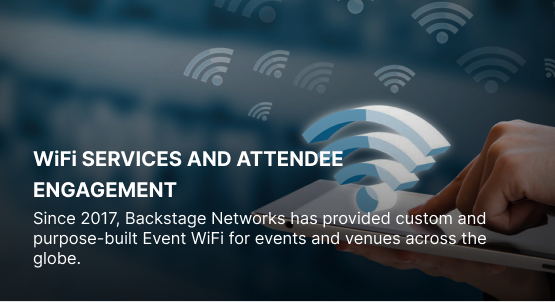 WiFi SERVICES AND ATTENDEE
ENGAGEMENT
Since 2017, Backstage Networks has provided custom and
purpose-built Event WiFi for events and venues across the
globe.